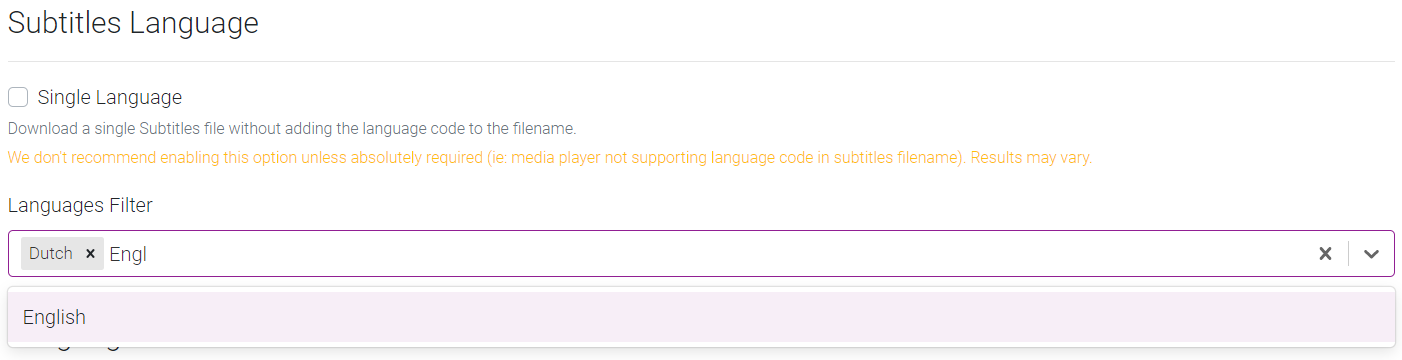 Subtitles Language
Single Language
Download a single Subtitles file without adding the language code to the filename.
We don't recommend enabling this option unless absolutely required (ie: media player not supporting language code in subtitles filename). Results may vary.
Languages Filter
Dutch Engl
English